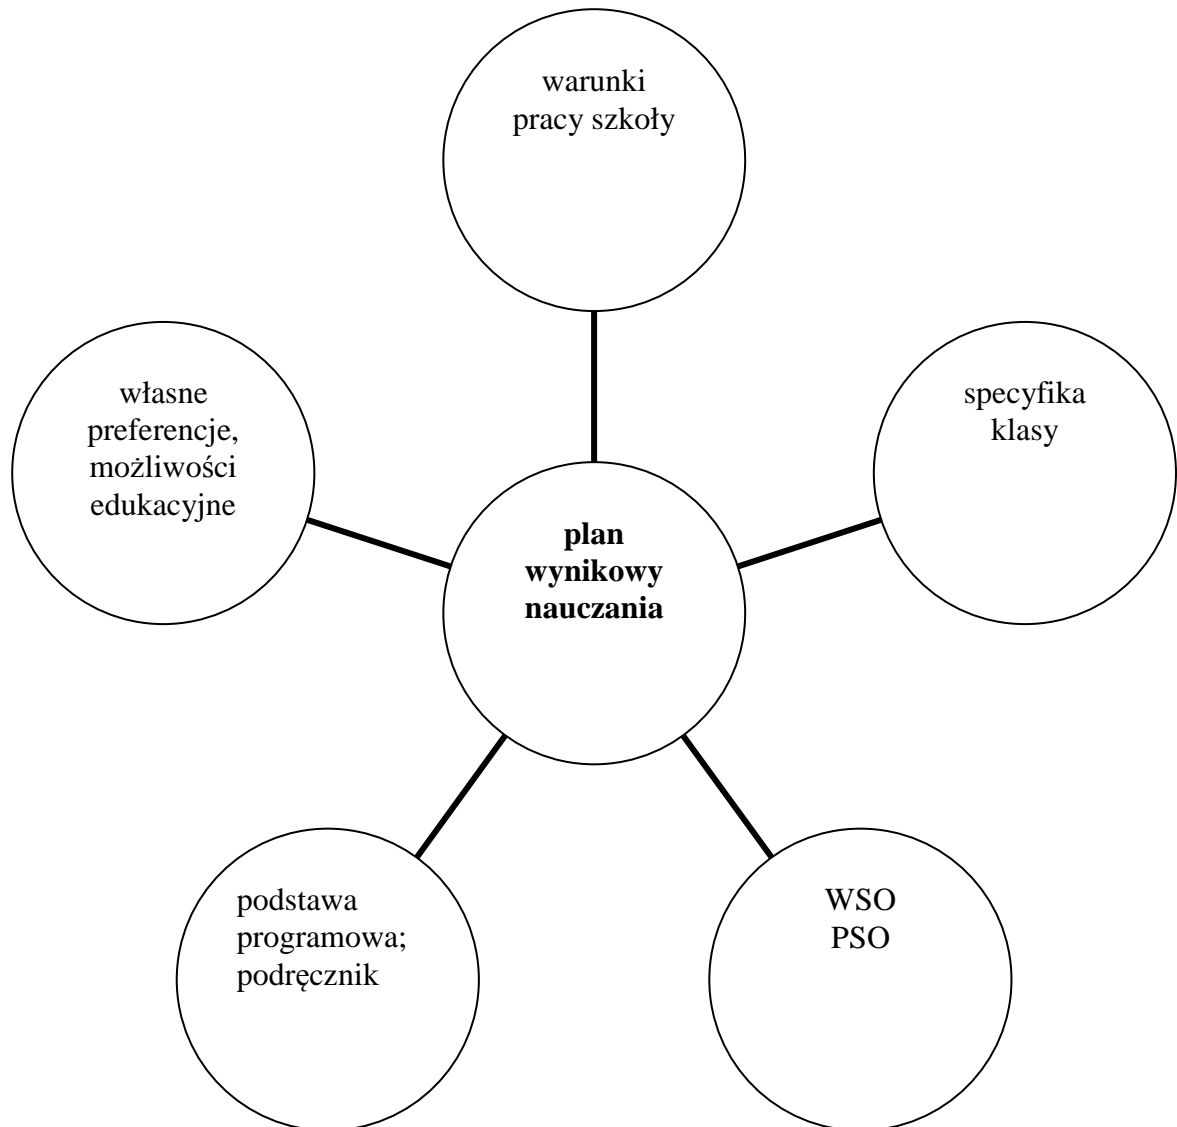 warunki
pracy szkoły
własne
preferencje,
możliwości
edukacyjne
specyfika
klasy
plan
wynikowy
nauczania
podstawa
programowa;
podręcznik
WSO
PSO